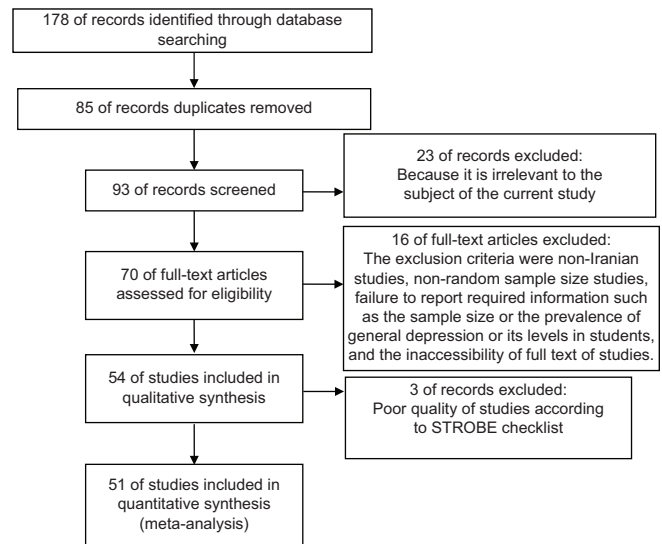 178 of records identified through database
searching
85 of records duplicates removed
93 of records screened
23 of records excluded:
Because it is irrelevant to the
subject of the current study
70 of full-text articles
assessed for eligibility
16 of full-text articles excluded:
The exclusion criteria were non-Iranian
studies, non-random sample size studies,
failure to report required information such
as the sample size or the prevalence of
general depression or its levels in students,
and the inaccessibility of full text of studies.
54 of studies included in
qualitative synthesis
3 of records excluded:
Poor quality of studies according
to STROBE checklist
51 of studies included in
quantitative synthesis
(meta-analysis)